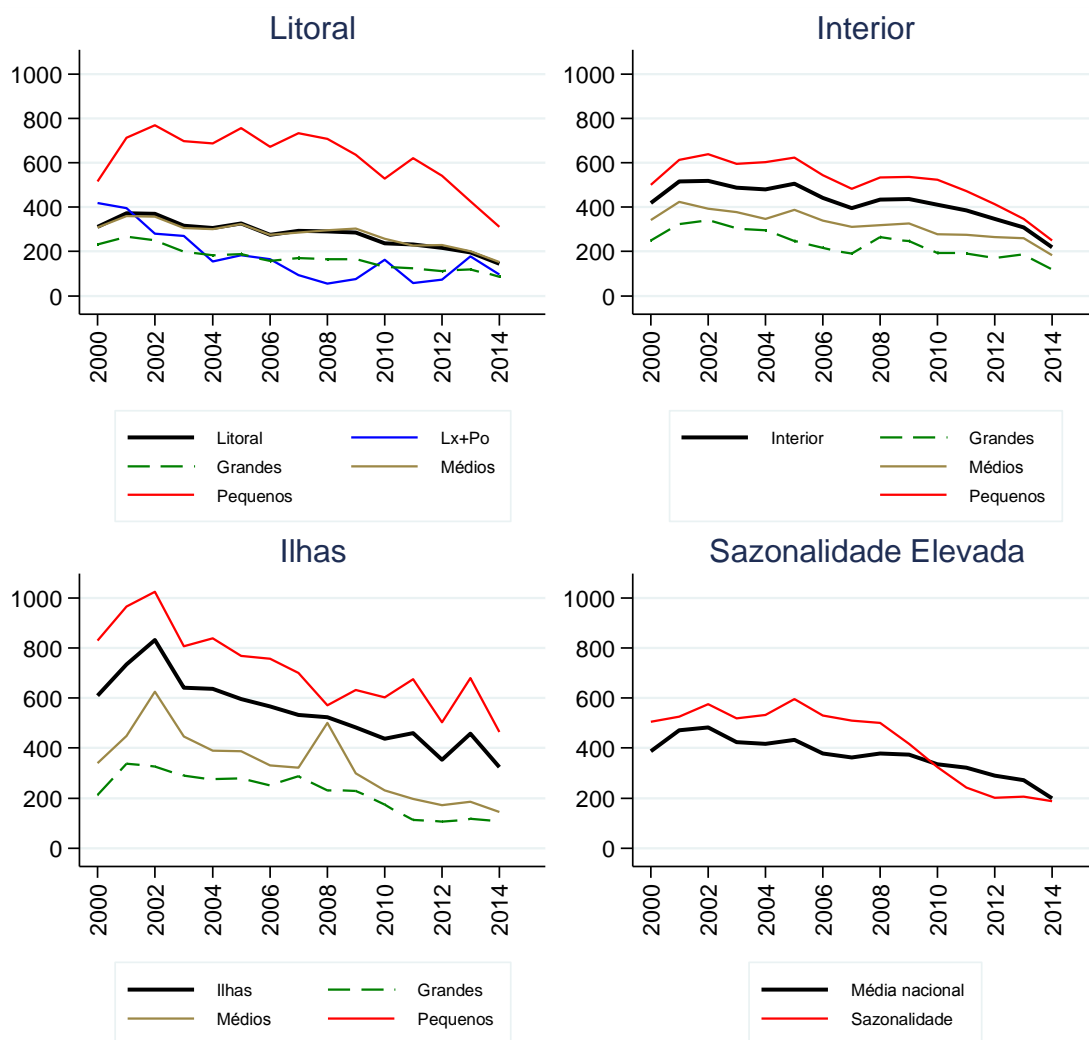 Litoral
1000
800
600
400
200
0
2000
2002
2004
2006
2008
2010
2012
2014
Litoral
Lx+Po
Grandes
Médios
Pequenos
Interior
1000
800
600
400
200
0
2000
2002
2004
2006
2008
2010
2012
2014
Interior
Grandes
Médios
Pequenos
Ilhas
1000
800
600
400
200
0
2000
2002
2004
2006
2008
2010
2012
2014
Ilhas
Grandes
Médios
Pequenos
Sazonalidade Elevada
1000
800
600
400
200
0
2000
2002
2004
2006
2008
2010
2012
2014
Média nacional
Sazonalidade